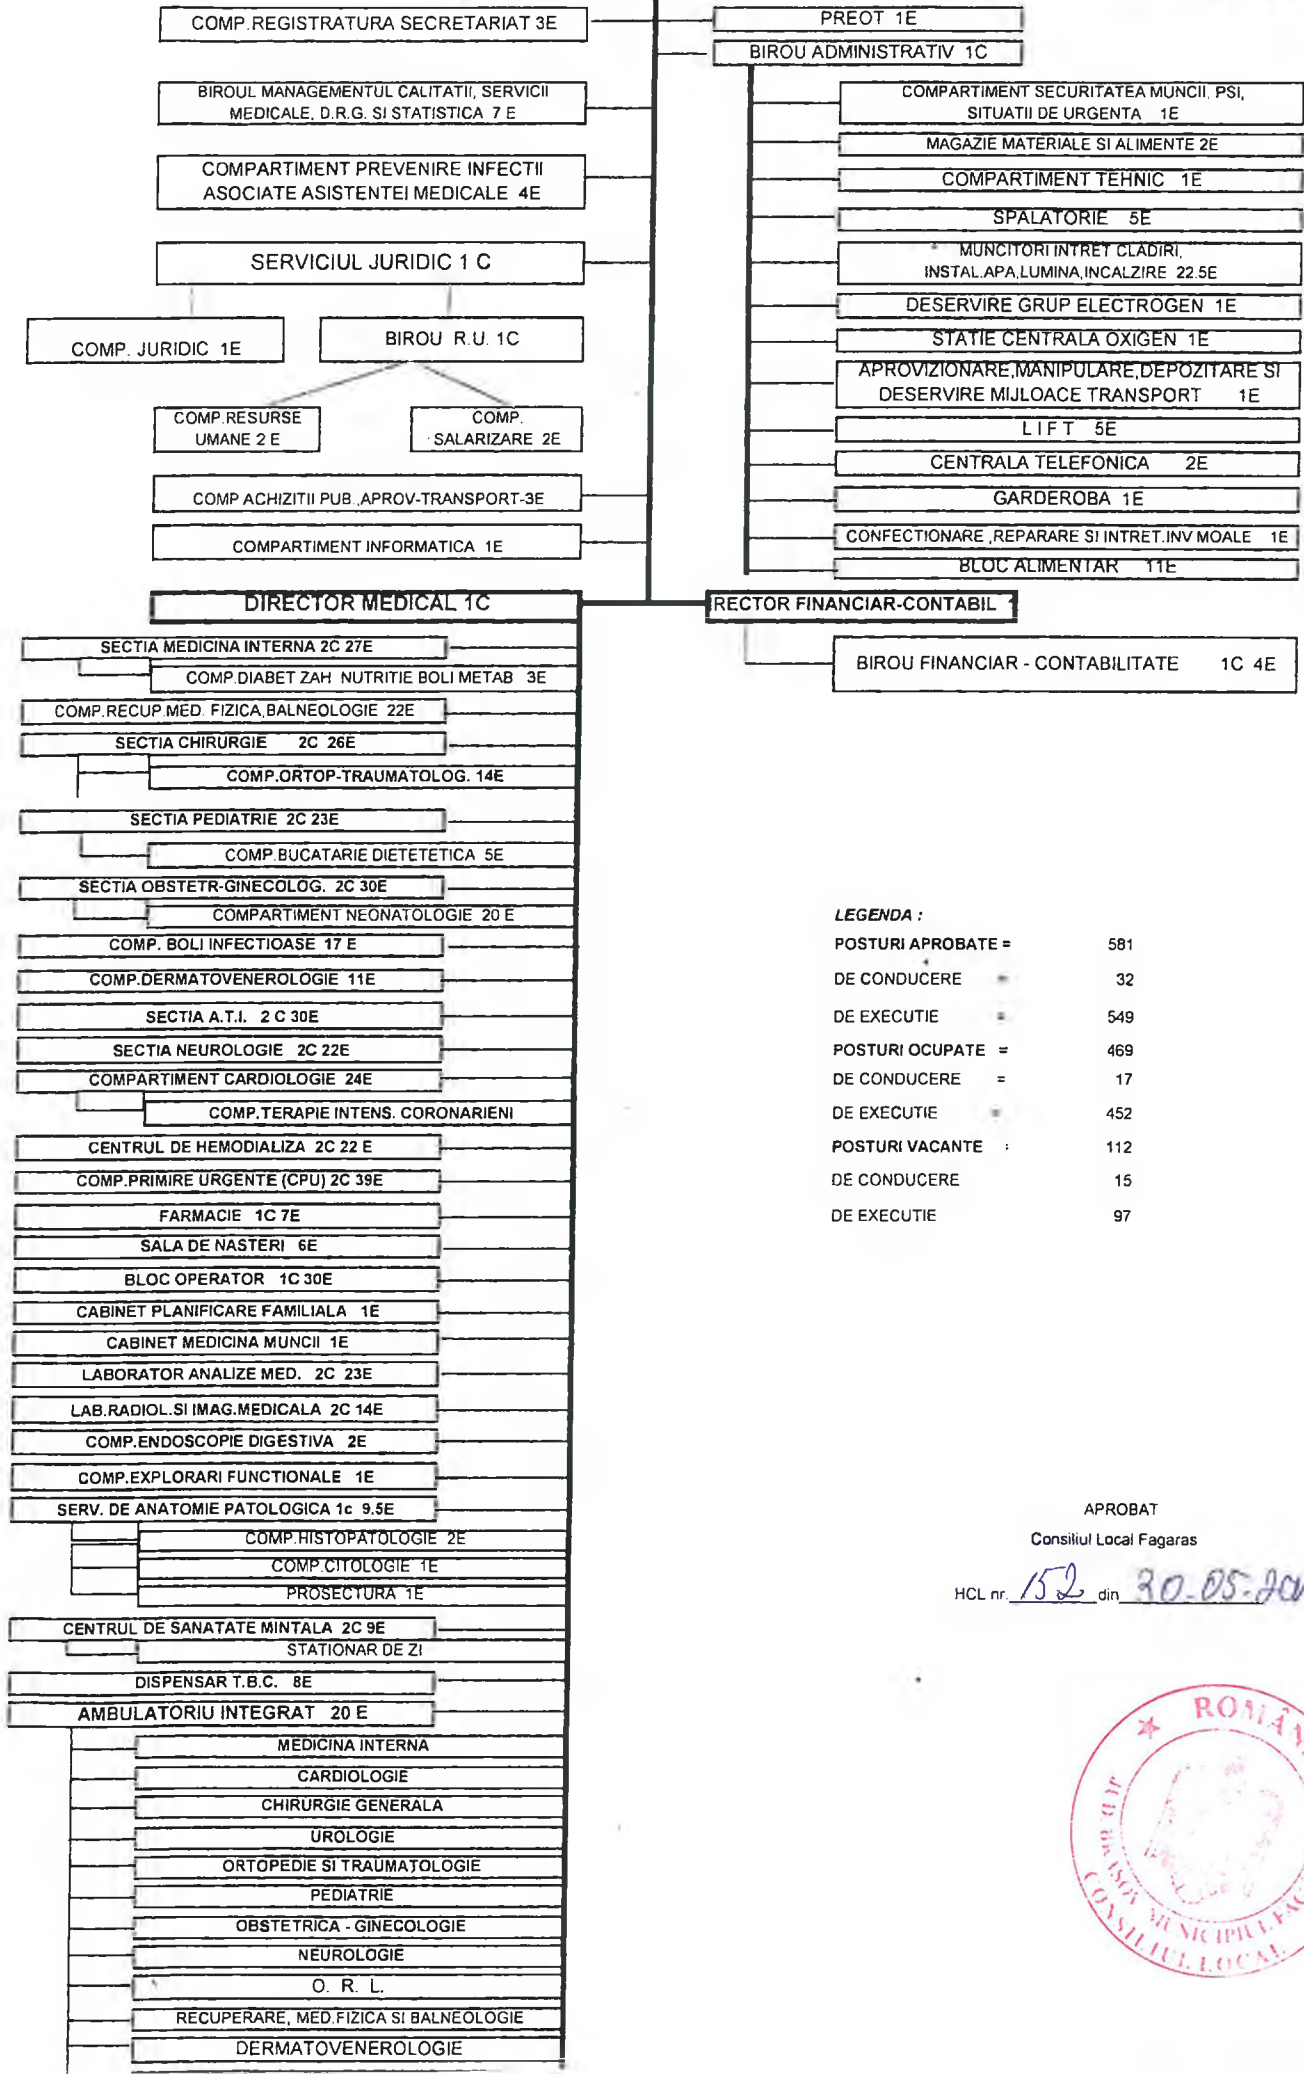 COMP.REGISTRATURA SECRETARIAT 3E
BIROUL MANAGEMENTUL CALITATII, SERVICII
MEDICALE, D.R.G. SI STATISTICA 7 E
COMPARTIMENT PREVENIRE INFECTII
ASOCIATE ASISTENTEI MEDICALE 4E
SERVICIUL JURIDIC 1 C
COMP. JURIDIC 1E
BIROU R.U. 1C
COMP.RESURSE
UMANE 2 E
COMP.
SALARIZARE 2E
COMP ACHIZITII PUB.,APROV-TRANSPORT-3E
COMPARTIMENT INFORMATICA 1E
PREOT 1E
BIROU ADMINISTRATIV 1C
COMPARTIMENT SECURITATEA MUNCII, PSI,
SITUATII DE URGENTA 1E
MAGAZIE MATERIALE SI ALIMENTE 2E
COMPARTIMENT TEHNIC 1E
SPALATORIE 5E
MUNCITORI INTRET CLADIRI,
INSTAL.APA,LUMINA,INCALZIRE 22.5E
DESERVIRE GRUP ELECTROGEN 1E
STATIE CENTRALA OXIGEN 1E
APROVIZIONARE,MANIPULARE,DEPOZITARE SI
DESERVIRE MIJLOACE TRANSPORT 1E
L I F T 5E
CENTRALA TELEFONICA 2E
GARDEROBA 1E
CONFECTIONARE ,REPARARE SI INTRET.INV MOALE 1E
BLOC ALIMENTAR 11E
DIRECTOR MEDICAL 1C
RECTOR FINANCIAR-CONTABIL 1
BIROU FINANCIAR - CONTABILITATE 1C 4E
SECTIA MEDICINA INTERNA 2C 27E
COMP.DIABET ZAH NUTRITIE BOLI METAB 3E
COMP.RECUP.MED. FIZICA,BALNEOLOGIE 22E
SECTIA CHIRURGIE 2C 26E
COMP.ORTOP-TRAUMATOLOG. 14E
SECTIA PEDIATRIE 2C 23E
COMP.BUCATARIE DIETETETICA 5E
SECTIA OBSTETR-GINECOLOG. 2C 30E
COMPARTIMENT NEONATOLOGIE 20 E
COMP. BOLI INFECTIOASE 17 E
COMP.DERMATOVENEROLOGIE 11E
SECTIA A.T.I. 2 C 30E
SECTIA NEUROLOGIE 2C 22E
COMPARTIMENT CARDIOLOGIE 24E
COMP.TERAPIE INTENS. CORONARIENI
CENTRUL DE HEMODIALIZA 2C 22 E
COMP.PRIMIRE URGENTE (CPU) 2C 39E
FARMACIE 1C 7E
SALA DE NASTERI 6E
BLOC OPERATOR 1C 30E
CABINET PLANIFICARE FAMILIALA 1E
CABINET MEDICINA MUNCII 1E
LABORATOR ANALIZE MED. 2C 23E
LAB.RADIOL.SI IMAG.MEDICALA 2C 14E
COMP.ENDOSCOPIE DIGESTIVA 2E
COMP.EXPLORARI FUNCTIONALE 1E
SERV. DE ANATOMIE PATOLOGICA 1c 9.5E
COMP.HISTOPATOLOGIE 2E
COMP.CITOLOGIE 1E
PROSECTURA 1E
CENTRUL DE SANATATE MINTALA 2C 9E
STATIONAR DE ZI
DISPENSAR T.B.C. 8E
AMBULATORIU INTEGRAT 20 E
MEDICINA INTERNA
CARDIOLOGIE
CHIRURGIE GENERALA
UROLOGIE
ORTOPEDIE SI TRAUMATOLOGIE
PEDIATRIE
OBSTETRICA - GINECOLOGIE
NEUROLOGIE
O. R. L.
RECUPERARE, MED.FIZICA SI BALNEOLOGIE
DERMATOVENEROLOGIE
LEGENDA :
POSTURI APROBATE = 581
DE CONDUCERE = 32
DE EXECUTIE = 549
POSTURI OCUPATE = 469
DE CONDUCERE = 17
DE EXECUTIE = 452
POSTURI VACANTE : 112
DE CONDUCERE 15
DE EXECUTIE 97
APROBAT
Consiliul Local Fagaras
HCL nr. 152 din 30-05-20
ROMÂN
MUNICIPIUL FAG
CONSILIUL LOCAL